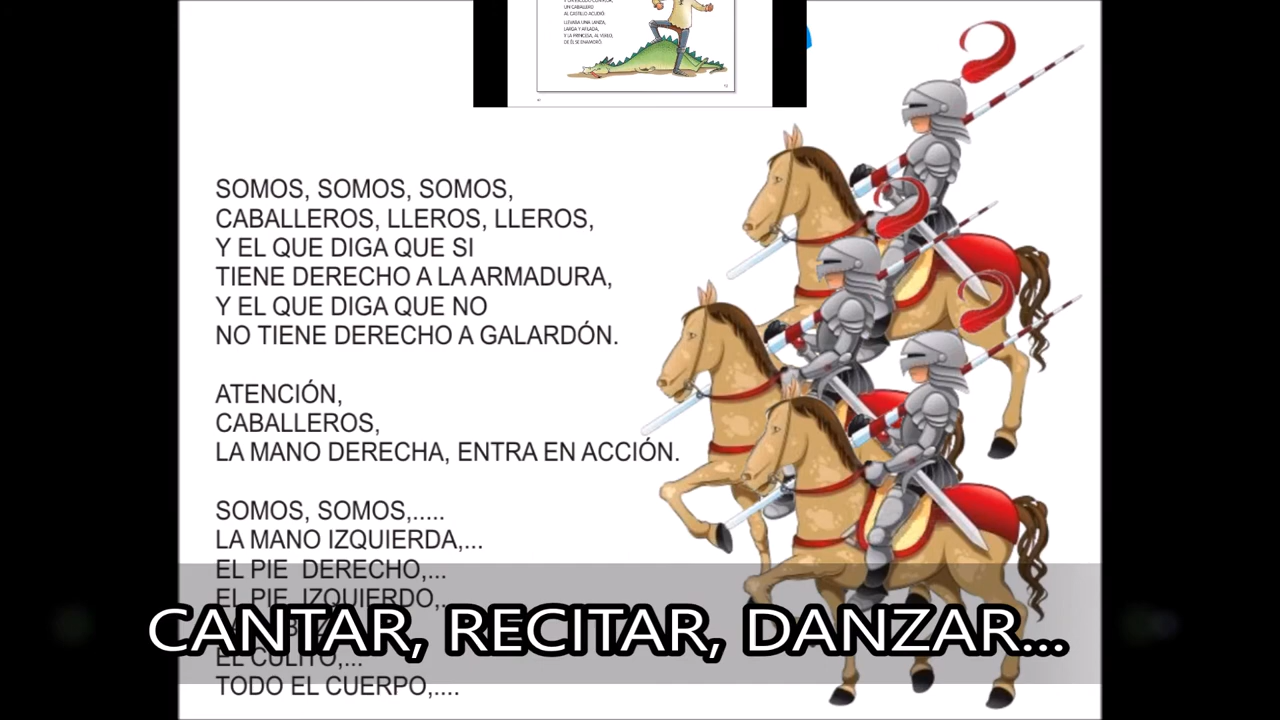 UN CABALLERO
AL CASTILLO ACUDIÓ.
LLEVABA UNA LANZA,
LARGA Y AFILADA,
Y LA PRINCESA, AL VERLO,
DE ÉL SE ENAMORÓ.
SOMOS, SOMOS, SOMOS,
CABALLEROS, LLEROS, LLEROS,
Y EL QUE DIGA QUE SI
TIENE DERECHO A LA ARMADURA,
Y EL QUE DIGA QUE NO
NO TIENE DERECHO A GALARDÓN.
ATENCIÓN,
CABALLEROS,
LA MANO DERECHA, ENTRA EN ACCIÓN.
SOMOS, SOMOS,.....
LA MANO IZQUIERDA,...
EL PIE DERECHO,...
EL PIE IZQUIERDO,
CANTAR, RECITAR, DANZAR...
EL CULITO,...
TODO EL CUERPO,....